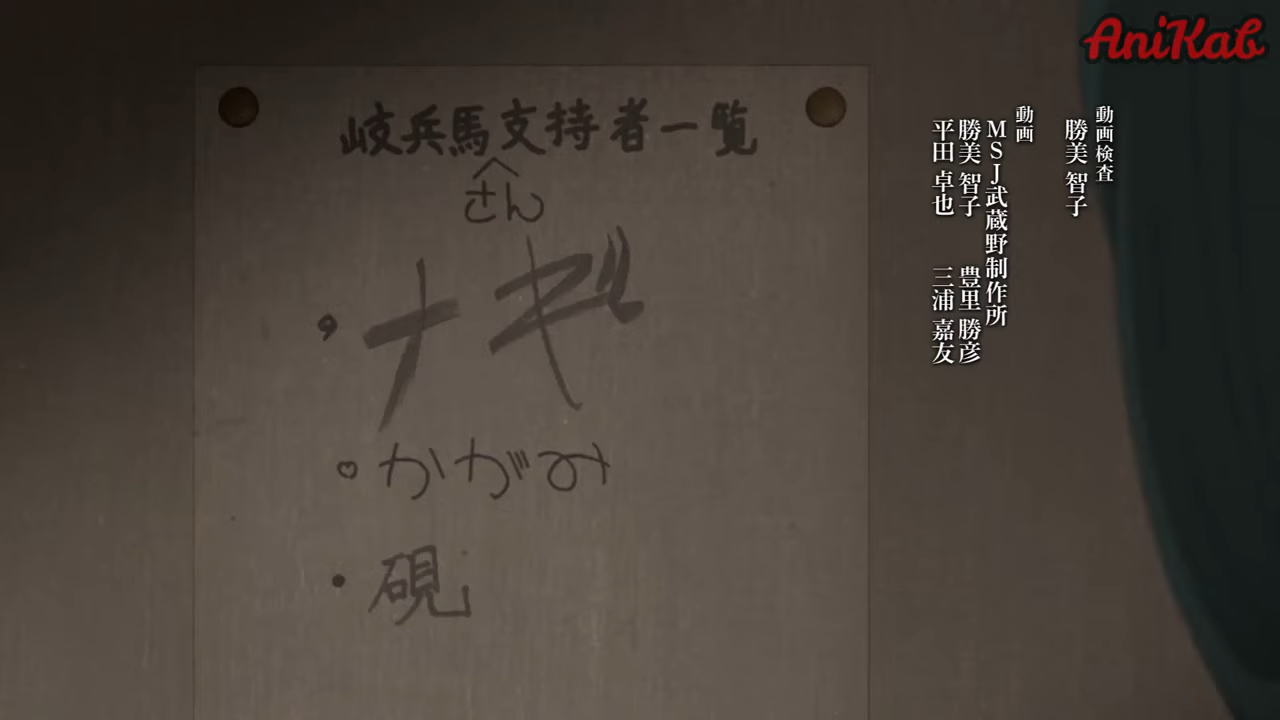 AniKab
岐兵馬支持者一覧
さん
・ナギ
♡かがみ
・硯
動画検査
勝美 智子
動画
MSJ武蔵野制作所
勝美 智子 豊里 勝彦
平田 卓也 三浦 嘉友